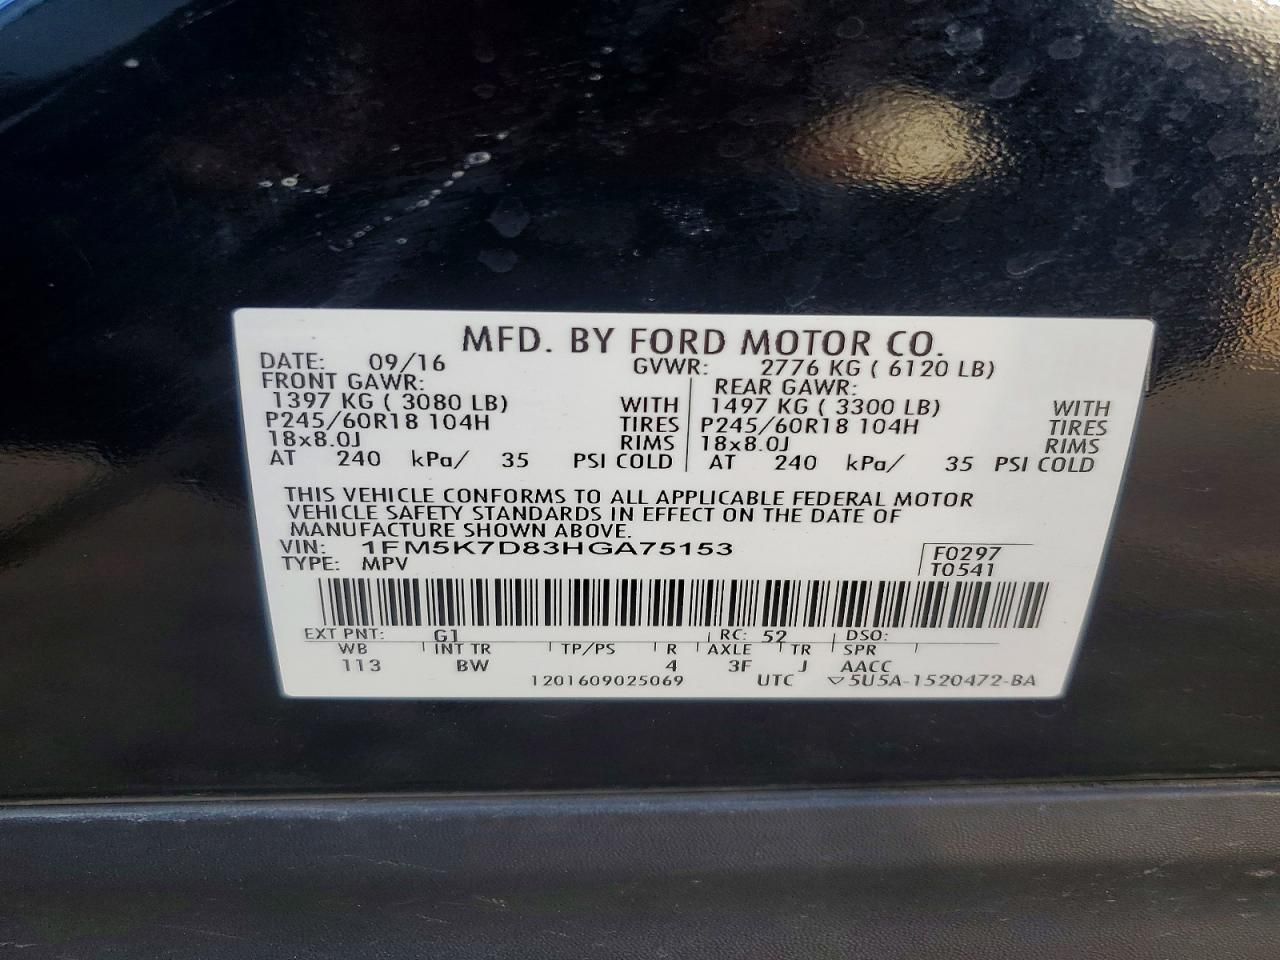 MFD. BY FORD MOTOR CO.
DATE: 09/16 GVWR: 2776 KG ( 6120 LB)
FRONT GAWR: REAR GAWR:
1397 KG ( 3080 LB) WITH 1497 KG ( 3300 LB) WITH
P245/60R18 104H TIRES P245/60R18 104H TIRES
18x8.0J RIMS 18x8.0J RIMS
AT 240 kPa/ 35 PSI COLD AT 240 kPa/ 35 PSI COLD
THIS VEHICLE CONFORMS TO ALL APPLICABLE FEDERAL MOTOR
VEHICLE SAFETY STANDARDS IN EFFECT ON THE DATE OF
MANUFACTURE SHOWN ABOVE.
VIN: 1FM5K7D83HGA75153 F0297
TYPE: MPV T0541
EXT PNT: G1 RC: 52 DSO:
WB INT TR TP/PS R AXLE TR SPR
113 BW 4 3F J AACC
1201609025069 UTC ▽5U5A-1520472-BA